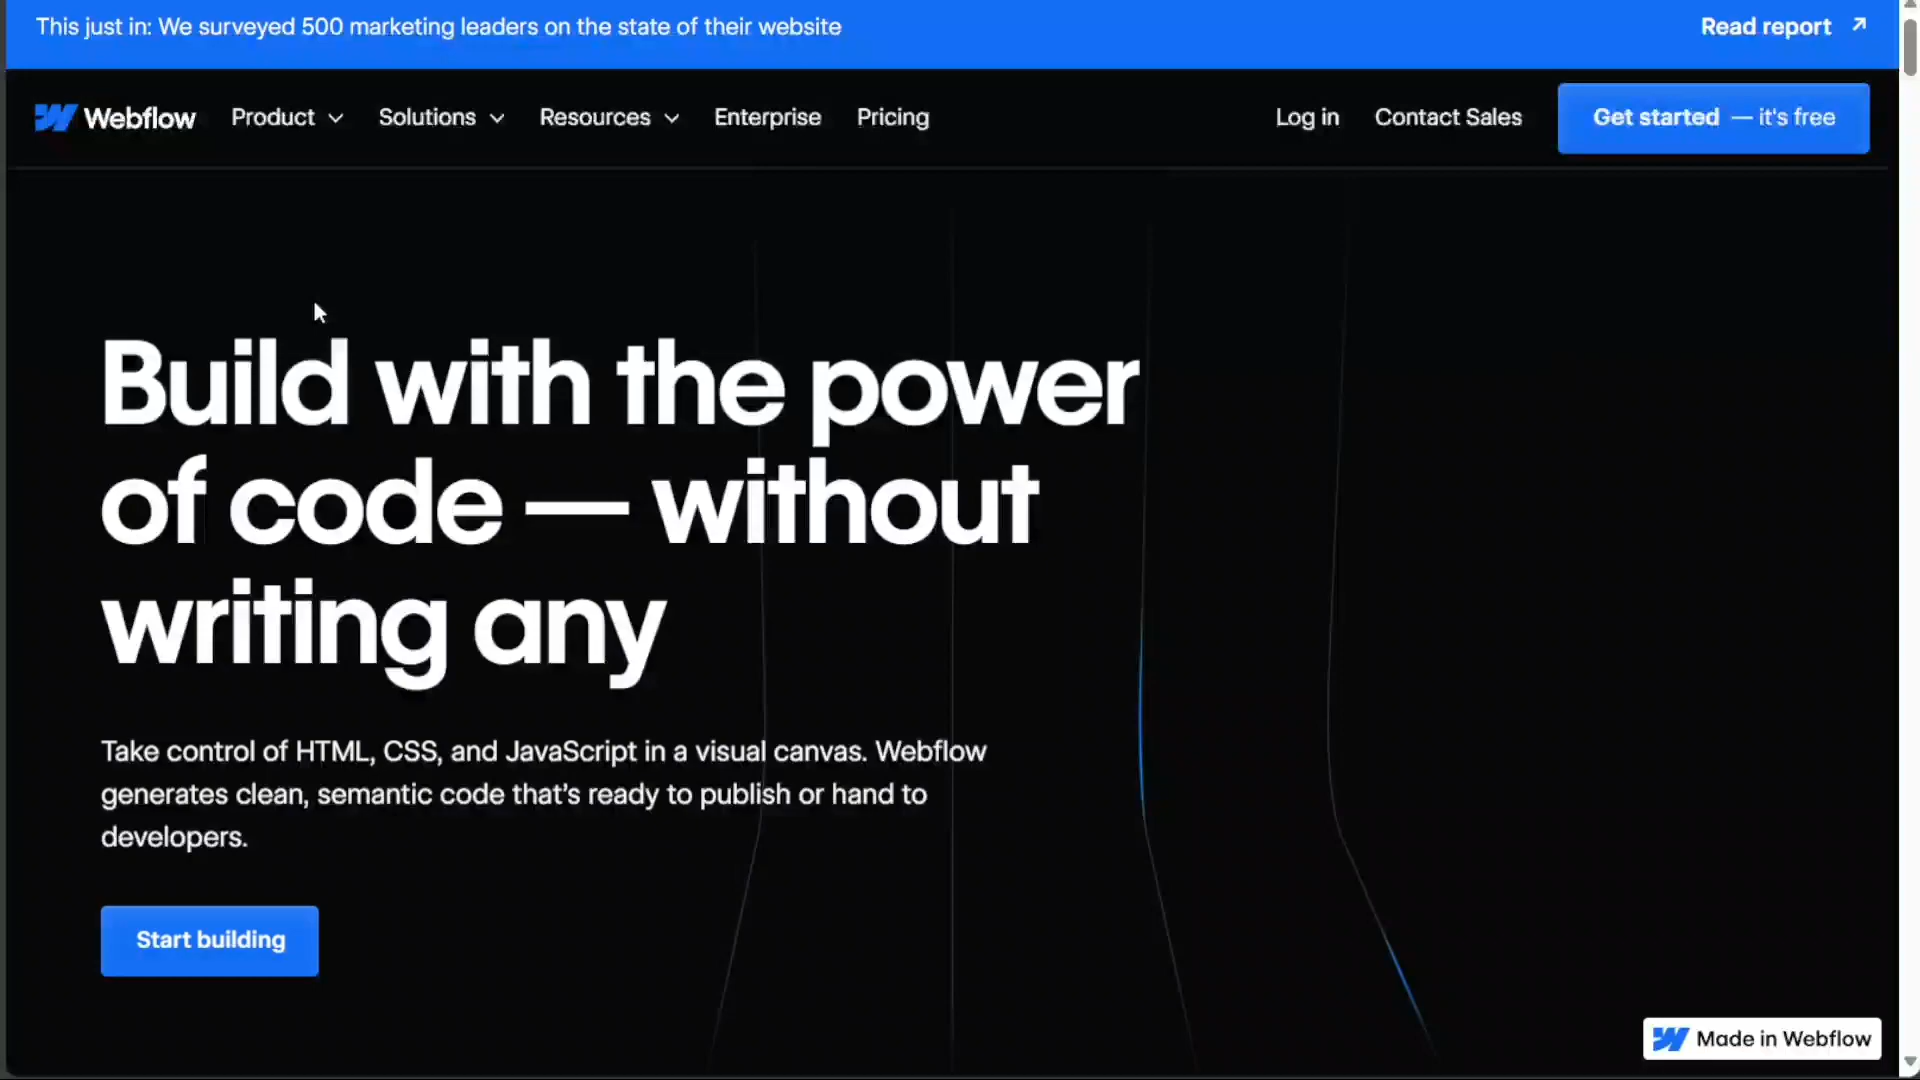 This just in: We surveyed 500 marketing leaders on the state of their website
Read report
Webflow
Product
Solutions
Resources
Enterprise
Pricing
Log in
Contact Sales
Get started — it's free
Build with the power
of code — without
writing any
Take control of HTML, CSS, and JavaScript in a visual canvas. Webflow
generates clean, semantic code that’s ready to publish or hand to
developers.
Start building
Made in Webflow